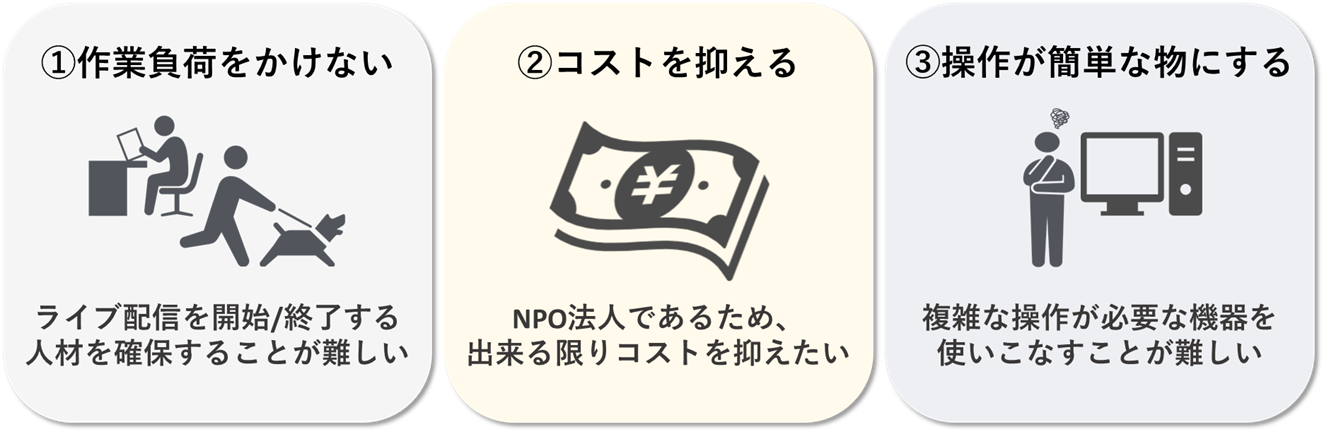 ①作業負荷をかけない
ライブ配信を開始/終了する
人材を確保することが難しい
②コストを抑える
¥
NPO法人であるため、
出来る限りコストを抑えたい
③操作が簡単な物にする
複雑な操作が必要な機器を
使いこなすことが難しい